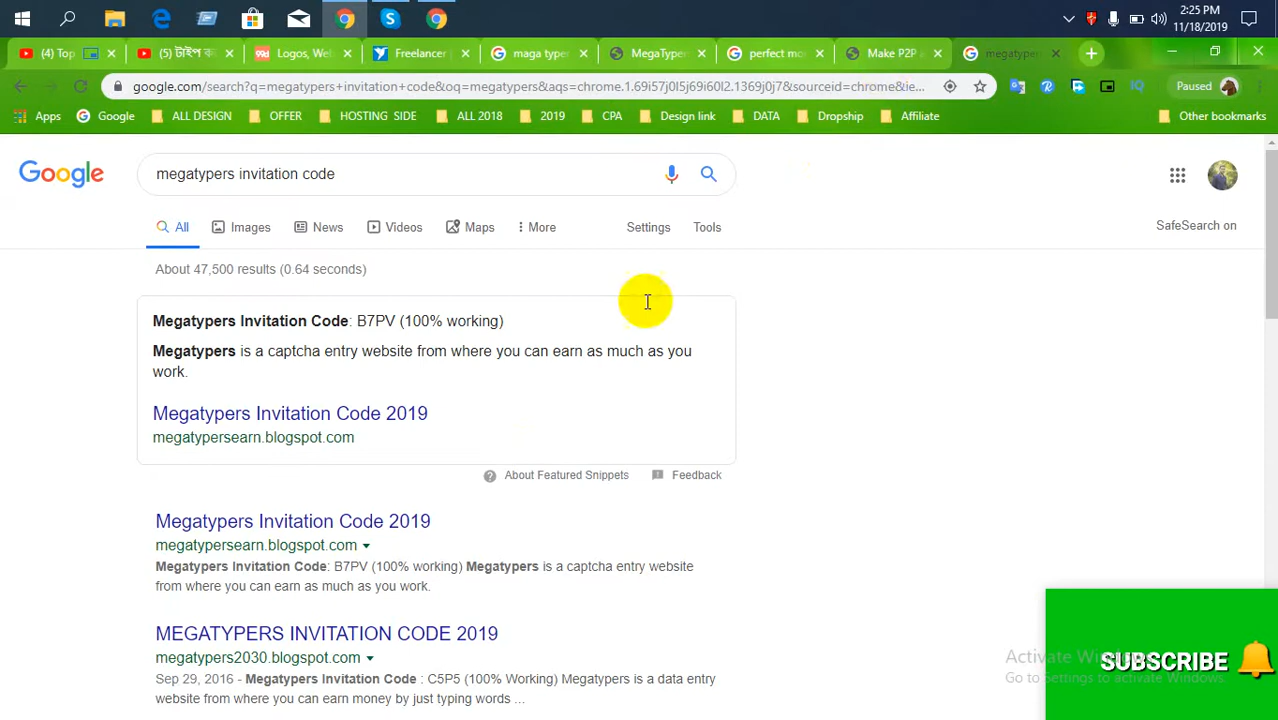 2:25 PM
11/18/2019
(4) Top
(5) টাইপ
Logos, Web
Freelancer
maga typer
MegaTyper
perfect mo
Make P2P
megatyper
google.com/search?q=megatypers+invitation+code&oq=megatypers&aqs=chrome.1.69i57j0l5j69i60l2.1369j0j7&sourceid=chrome&ie...
Paused
Apps
Google
ALL DESIGN
OFFER
HOSTING SIDE
ALL 2018
2019
CPA
Design link
DATA
Dropship
Affiliate
Other bookmarks
Google
megatypers invitation code
All
Images
News
Videos
Maps
More
Settings
Tools
SafeSearch on
About 47,500 results (0.64 seconds)
Megatypers Invitation Code: B7PV (100% working)
Megatypers is a captcha entry website from where you can earn as much as you
work.
Megatypers Invitation Code 2019
megatypersearn.blogspot.com
About Featured Snippets
Feedback
Megatypers Invitation Code 2019
megatypersearn.blogspot.com
Megatypers Invitation Code: B7PV (100% working) Megatypers is a captcha entry website
from where you can earn as much as you work.
MEGATYPERS INVITATION CODE 2019
megatypers2030.blogspot.com
Sep 29, 2016 - Megatypers Invitation Code : C5P5 (100% Working) Megatypers is a data entry
website from where you can earn money by just typing words ...
Activate Windows
Go to Settings to activate Windows.
SUBSCRIBE